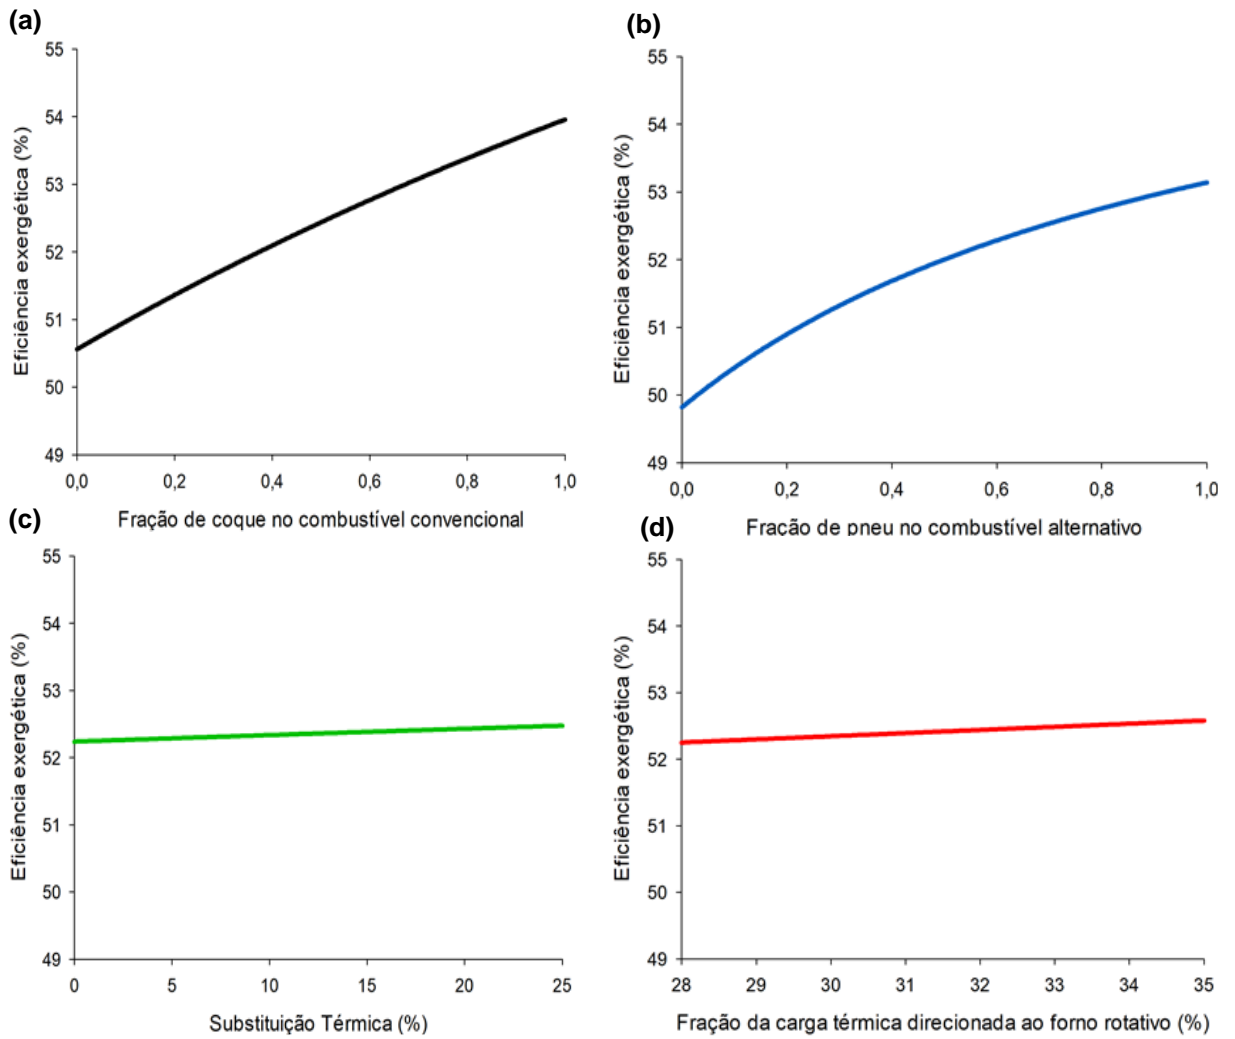 (a)
55
54
53
52
51
50
49
Eficiência exergética (%)
0,0 0,2 0,4 0,6 0,8 1,0
Fração de coque no combustível convencional
(b)
55
54
53
52
51
50
49
Eficiência exergética (%)
0,0 0,2 0,4 0,6 0,8 1,0
Fração de pneu no combustível alternativo
(c)
55
54
53
52
51
50
49
Eficiência exergética (%)
0 5 10 15 20 25
Substituição Térmica (%)
(d)
55
54
53
52
51
50
49
Eficiência exergética (%)
28 29 30 31 32 33 34 35
Fração da carga térmica direcionada ao forno rotativo (%)